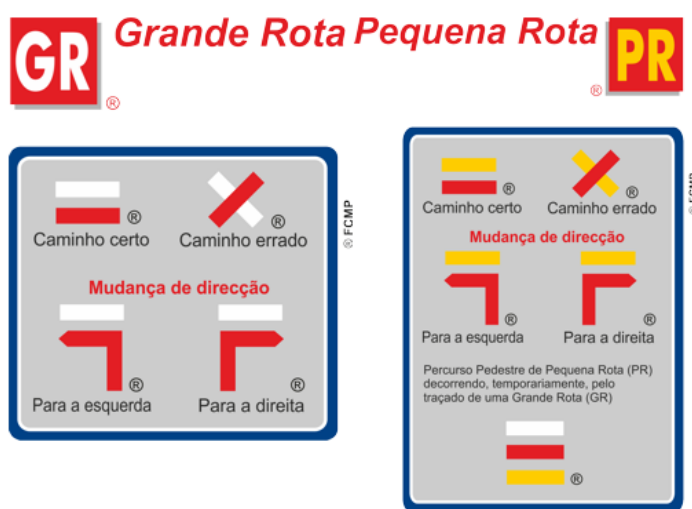 GR
®
Grande Rota
Pequena Rota
®
PR
®
Caminho certo
®
Caminho errado
Mudança de direcção
®
Para a esquerda
®
Para a direita
® FCMP
®
Caminho certo
®
Caminho errado
Mudança de direcção
®
Para a esquerda
®
Para a direita
Percurso Pedestre de Pequena Rota (PR)
decorrendo, temporariamente, pelo
traçado de uma Grande Rota (GR)
®
® FCMP